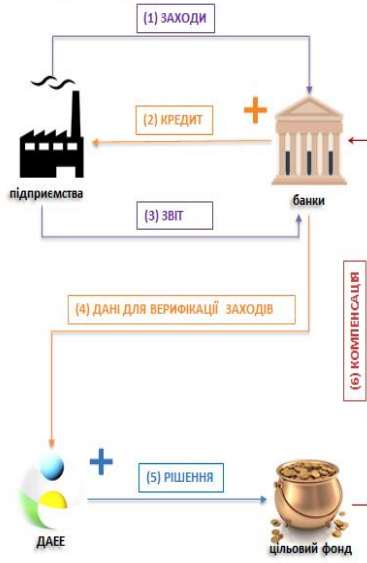 (1) ЗАХОДИ
(2) КРЕДИТ
підприємства
банки
(3) ЗВІТ
(4) ДАНІ ДЛЯ ВЕРИФІКАЦІЇ ЗАХОДІВ
(6) КОМПЕНСАЦІЯ
(5) РІШЕННЯ
ДАЕЕ
цільовий фонд